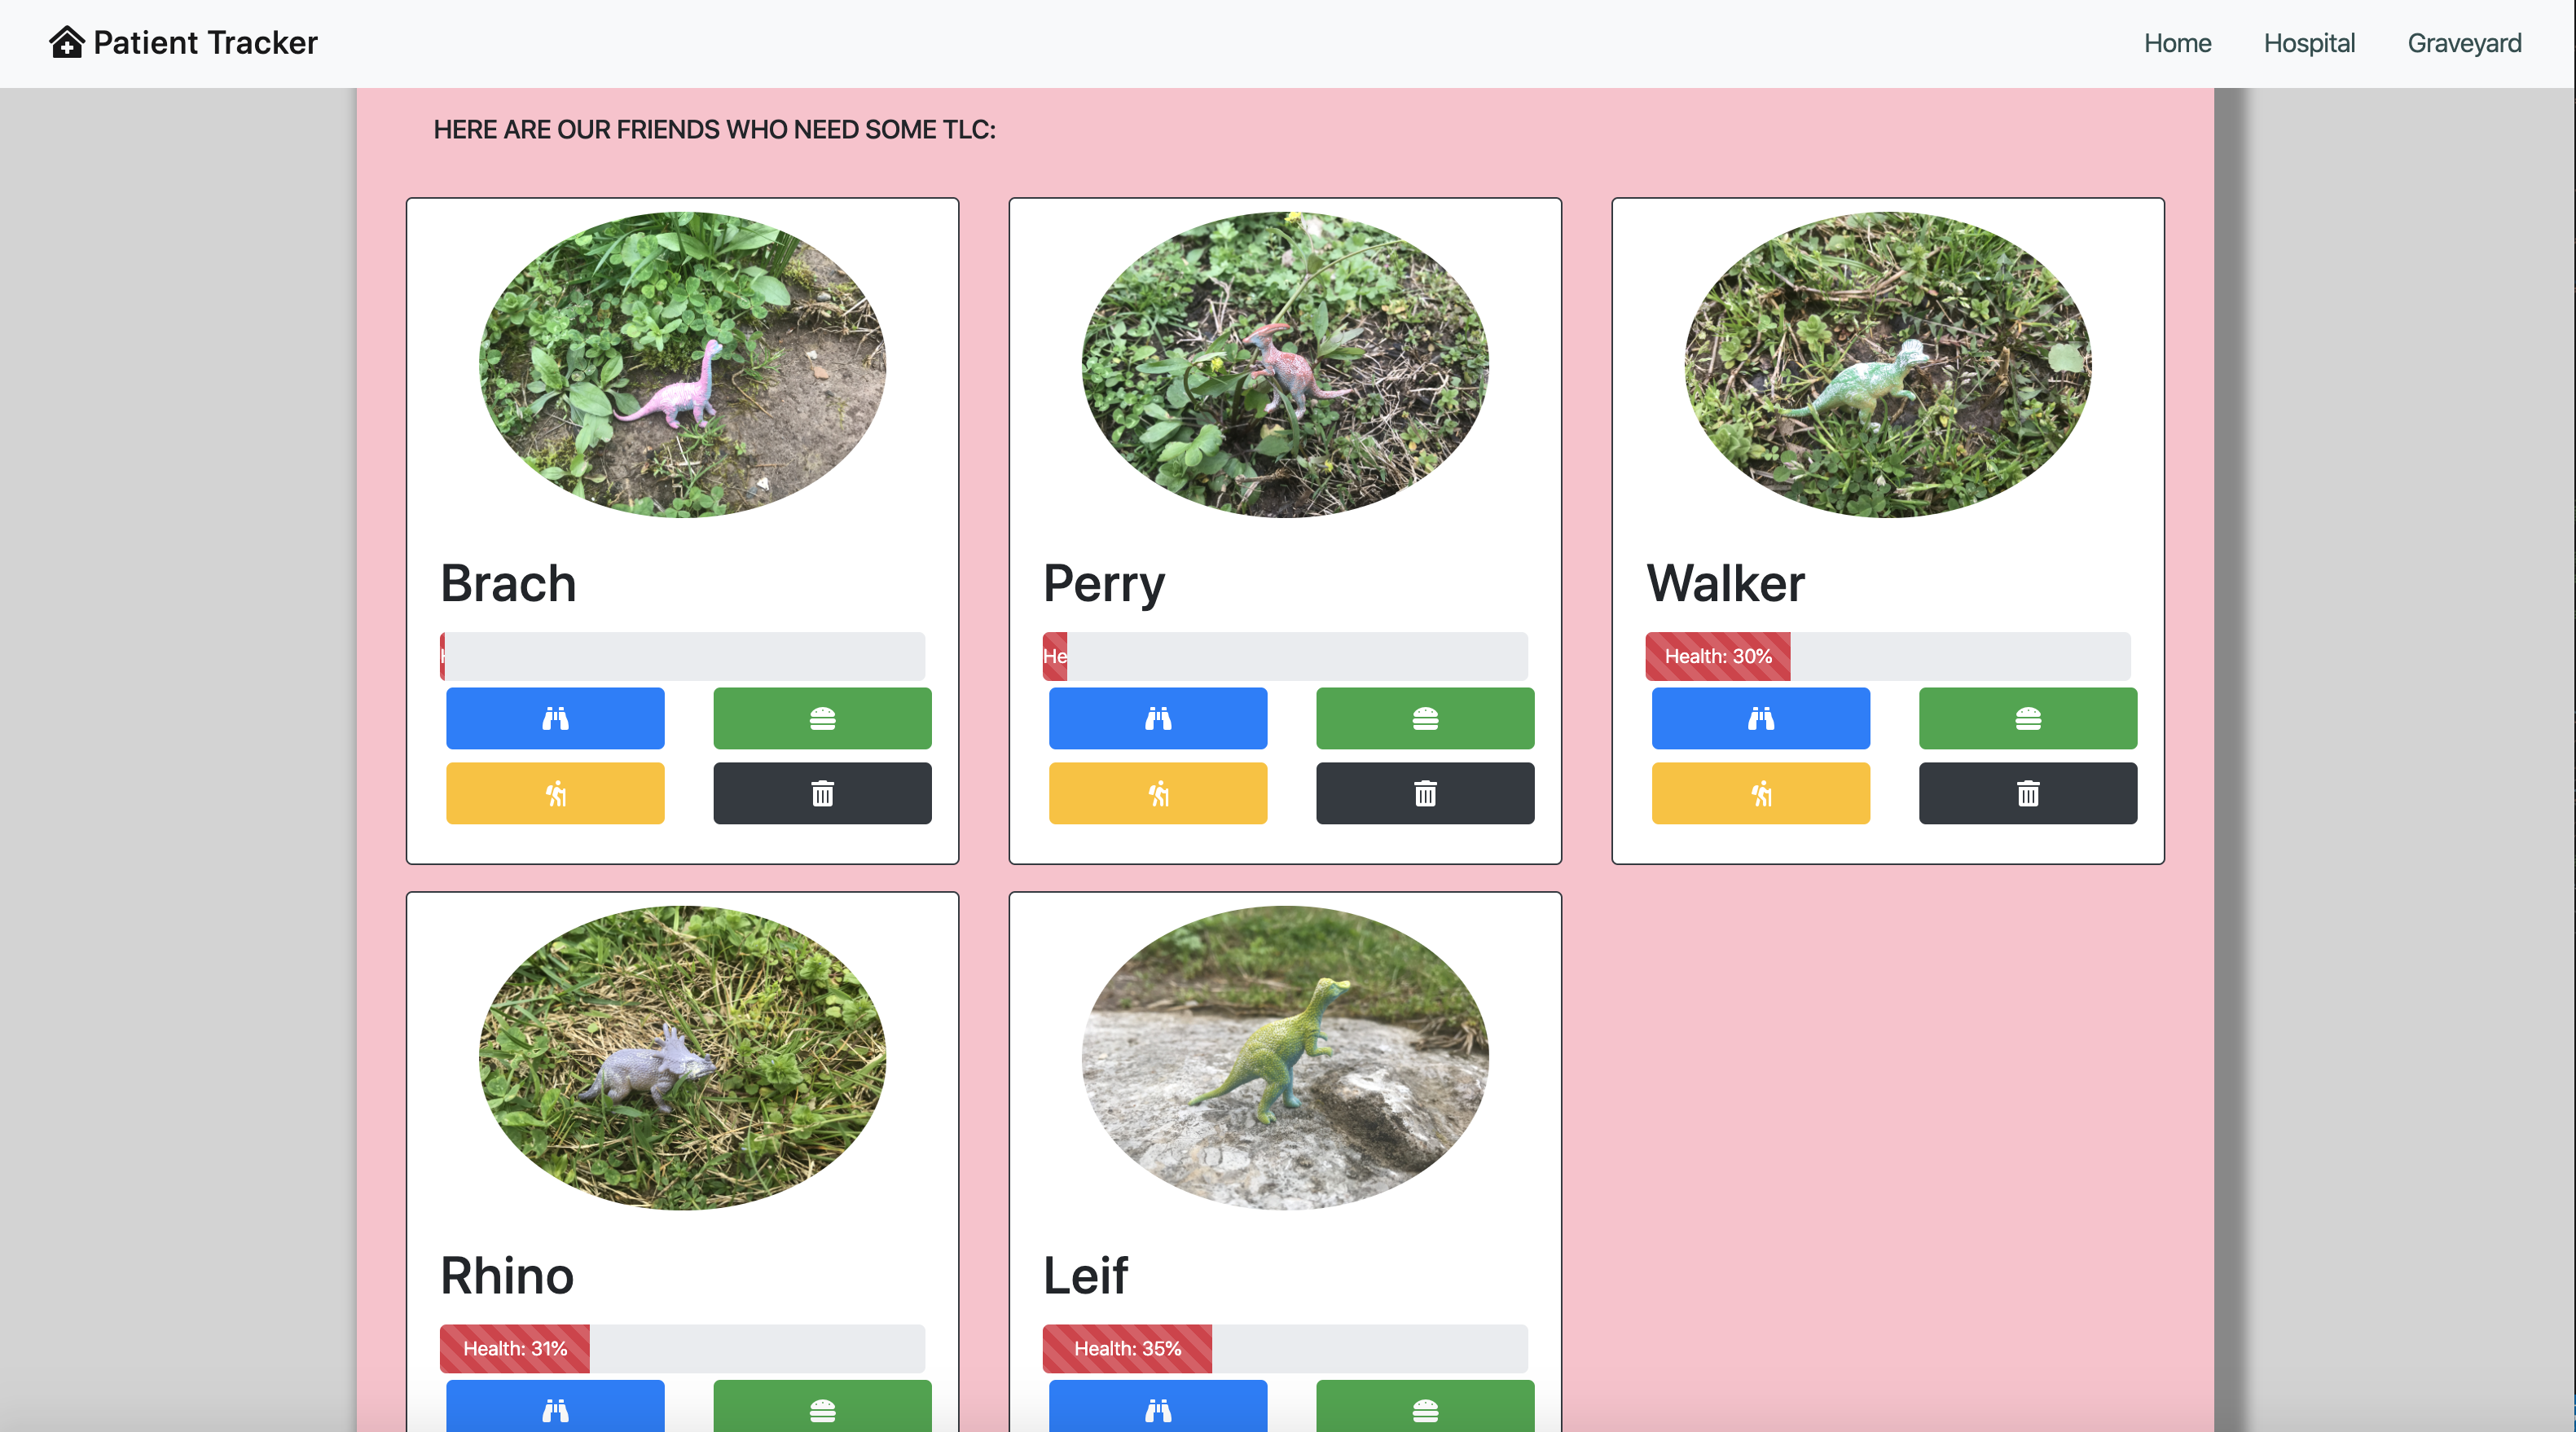 Patient Tracker
Home
Hospital
Graveyard
HERE ARE OUR FRIENDS WHO NEED SOME TLC:
Brach
Perry
Walker
He
Health: 30%
Rhino
Leif
Health: 31%
Health: 35%